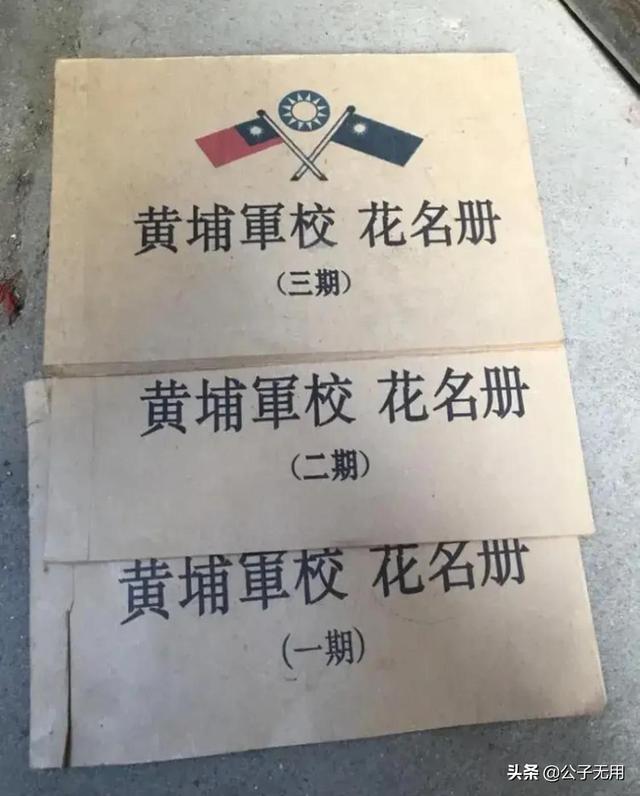 黄埔軍校 花名册
（三期）
黄埔軍校 花名册
（二期）
黄埔軍校 花名册
(一期)
头条 @公子无用